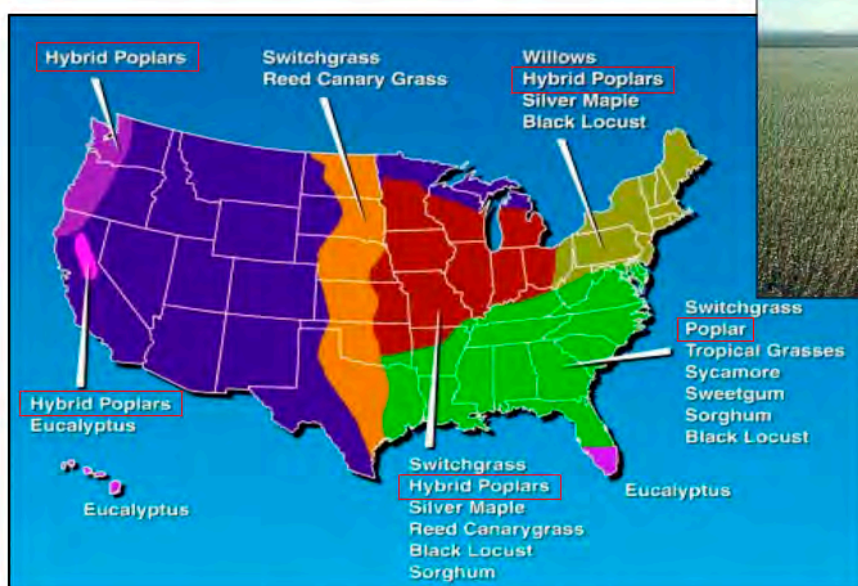 Hybrid Poplars
Switchgrass
Reed Canary Grass
Willows
Hybrid Poplars
Silver Maple
Black Locust
Switchgrass
Poplar
Tropical Grasses
Sycamore
Sweetgum
Sorghum
Black Locust
Hybrid Poplars
Eucalyptus
Eucalyptus
Switchgrass
Hybrid Poplars
Silver Maple
Reed Canarygrass
Black Locust
Sorghum
Eucalyptus